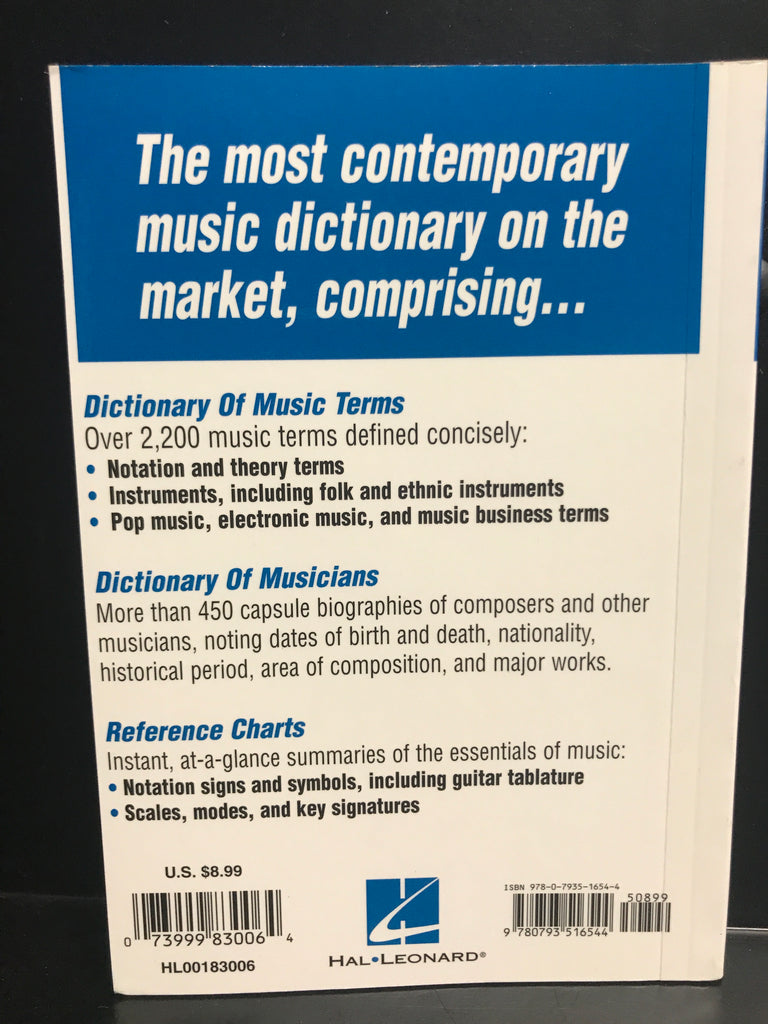 The most contemporary
music dictionary on the
market, comprising...
Dictionary Of Music Terms
Over 2,200 music terms defined concisely:
• Notation and theory terms
• Instruments, including folk and ethnic instruments
• Pop music, electronic music, and music business terms
Dictionary Of Musicians
More than 450 capsule biographies of composers and other
musicians, noting dates of birth and death, nationality,
historical period, area of composition, and major works.
Reference Charts
Instant, at-a-glance summaries of the essentials of music:
• Notation signs and symbols, including guitar tablature
• Scales, modes, and key signatures
U.S. $8.99
0 73999 83006 4
HL00183006
HAL•LEONARD®
ISBN 978-0-7935-1654-4
50899
9 780793 516544